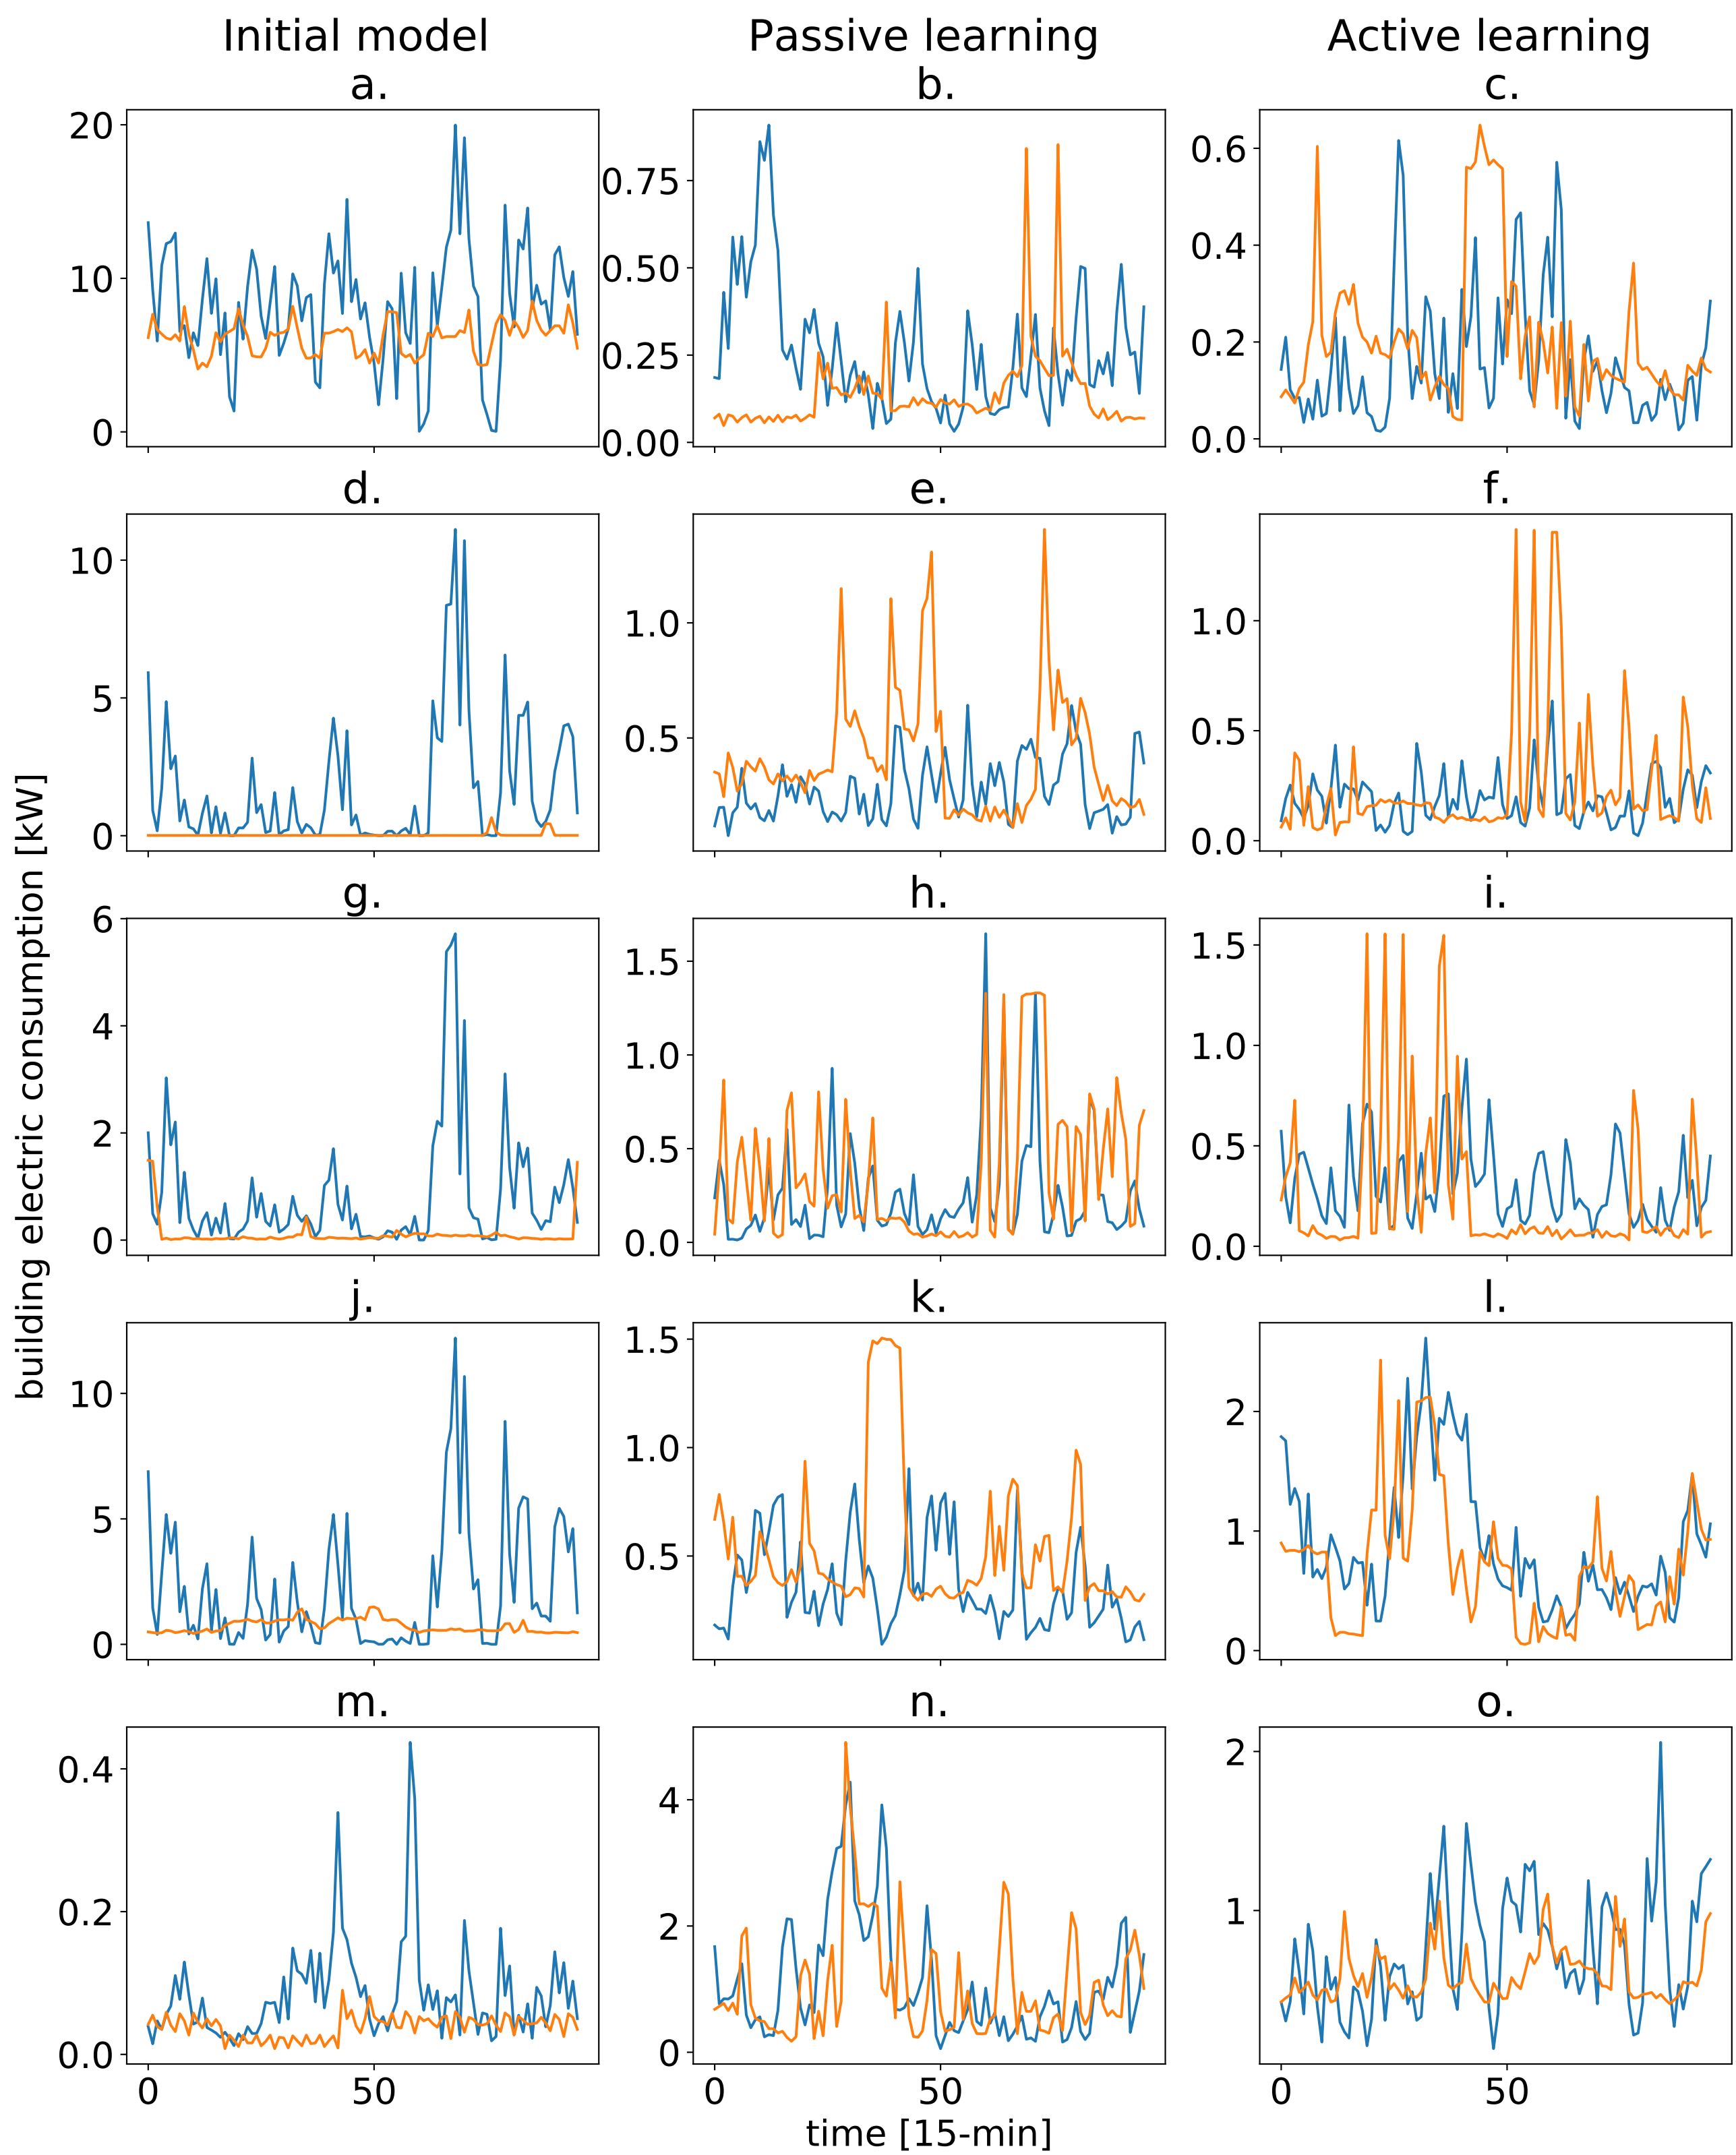 Initial model
Passive learning
Active learning
a.
b.
c.
20
10
0
0.75
0.50
0.25
0.00
0.6
0.4
0.2
0.0
d.
e.
f.
10
5
0
1.0
0.5
1.0
0.5
0.0
g.
h.
i.
6
4
2
0
1.5
1.0
0.5
0.0
1.5
1.0
0.5
0.0
j.
k.
l.
10
5
0
1.5
1.0
0.5
2
1
0
m.
n.
o.
0.4
0.2
0.0
4
2
0
2
1
0 50
0 50
0 50
time [15-min]
building electric consumption [kW]